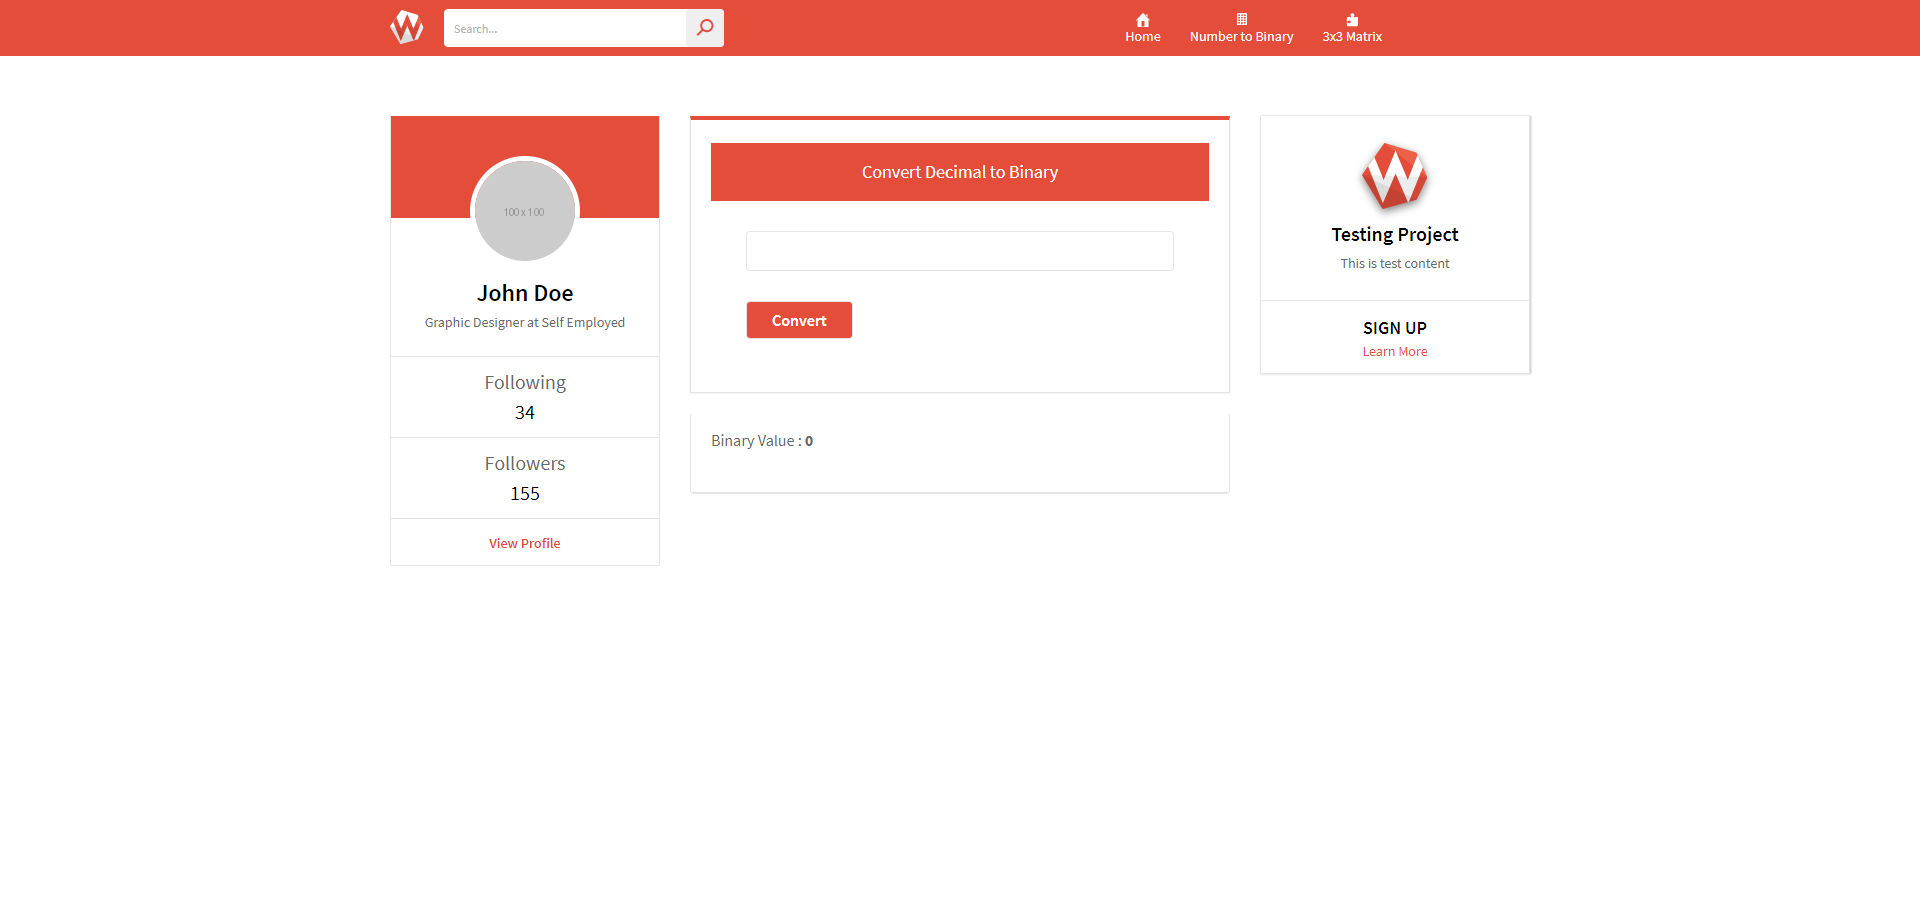 Search...
Home
Number to Binary
3x3 Matrix
100 x 100
John Doe
Graphic Designer at Self Employed
Following
34
Followers
155
View Profile
Convert Decimal to Binary
Convert
Binary Value : 0
Testing Project
This is test content
SIGN UP
Learn More